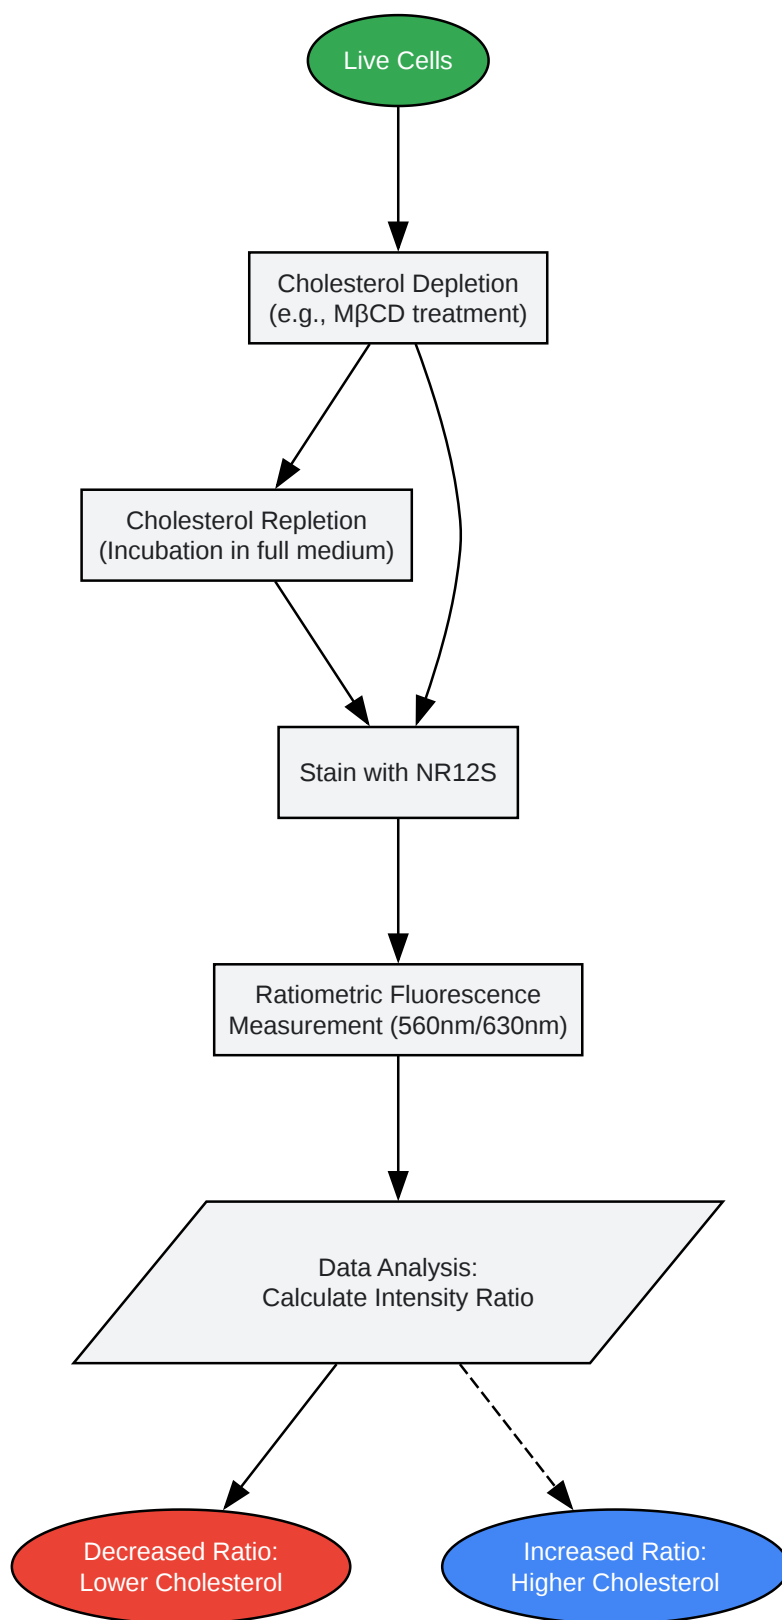 Live Cells
Cholesterol Depletion
(e.g., MβCD treatment)
Cholesterol Repletion
(Incubation in full medium)
Stain with NR12S
Ratiometric Fluorescence
Measurement (560nm/630nm)
Data Analysis:
Calculate Intensity Ratio
Decreased Ratio:
Lower Cholesterol
Increased Ratio:
Higher Cholesterol